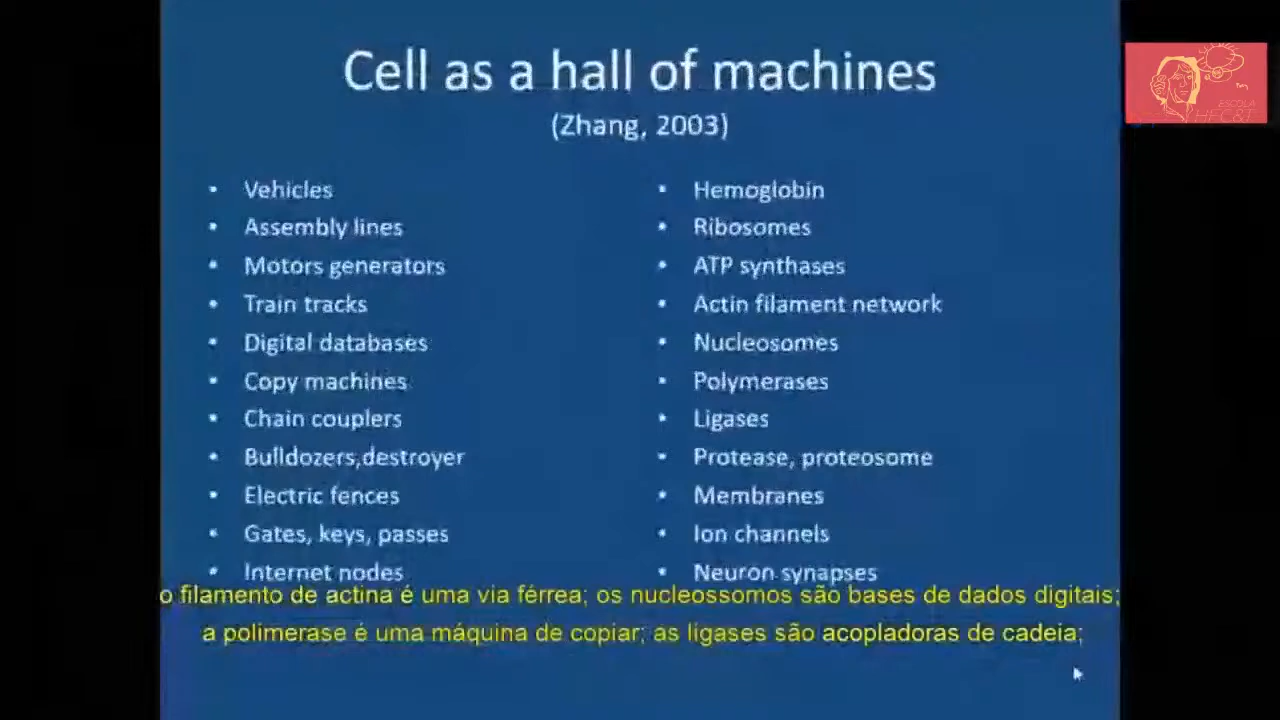 Cell as a hall of machines
(Zhang, 2003)
ESCOLA
HFC&T
• Vehicles
• Assembly lines
• Motors generators
• Train tracks
• Digital databases
• Copy machines
• Chain couplers
• Bulldozers,destroyer
• Electric fences
• Gates, keys, passes
• Internet nodes
• Hemoglobin
• Ribosomes
• ATP synthases
• Actin filament network
• Nucleosomes
• Polymerases
• Ligases
• Protease, proteosome
• Membranes
• Ion channels
• Neuron synapses
o filamento de actina é uma via férrea; os nucleossomos são bases de dados digitais;
a polimerase é uma máquina de copiar; as ligases são acopladoras de cadeia;